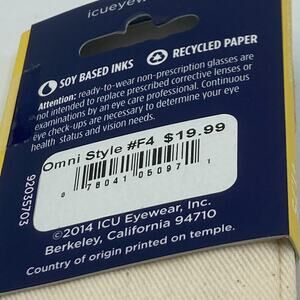 icueyewear
SOY BASED INKS
RECYCLED PAPER
Attention: ready-to-wear non-prescription glasses are
not intended to replace prescribed corrective lenses or
examinations by an eye care professional. Continuous
eye check-ups are necessary to determine your eye
health status and vision needs.
Omni Style #F4 $19.99
0 78041 05097 1
92035703
©2014 ICU Eyewear, Inc.
Berkeley, California 94710
Country of origin printed on temple.